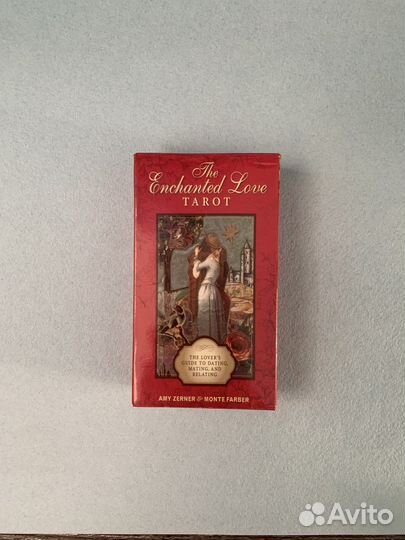 The
Enchanted Love
TAROT
THE LOVER'S
GUIDE TO DATING,
MATING, AND
RELATING
AMY ZERNER & MONTE FARBER
Avito